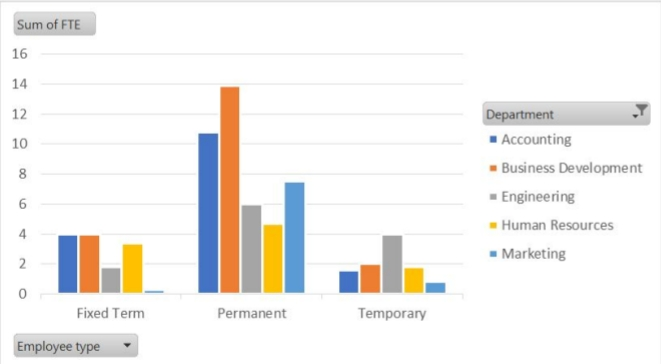 Sum of FTE
16
14
12
10
8
6
4
2
0
Fixed Term Permanent Temporary
Employee type
Department
Accounting
Business Development
Engineering
Human Resources
Marketing